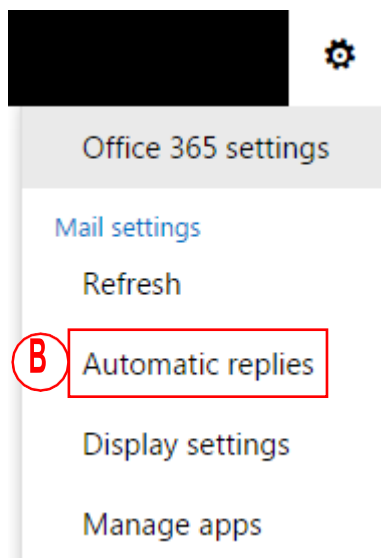 Office 365 settings
Mail settings
Refresh
B Automatic replies
Display settings
Manage apps